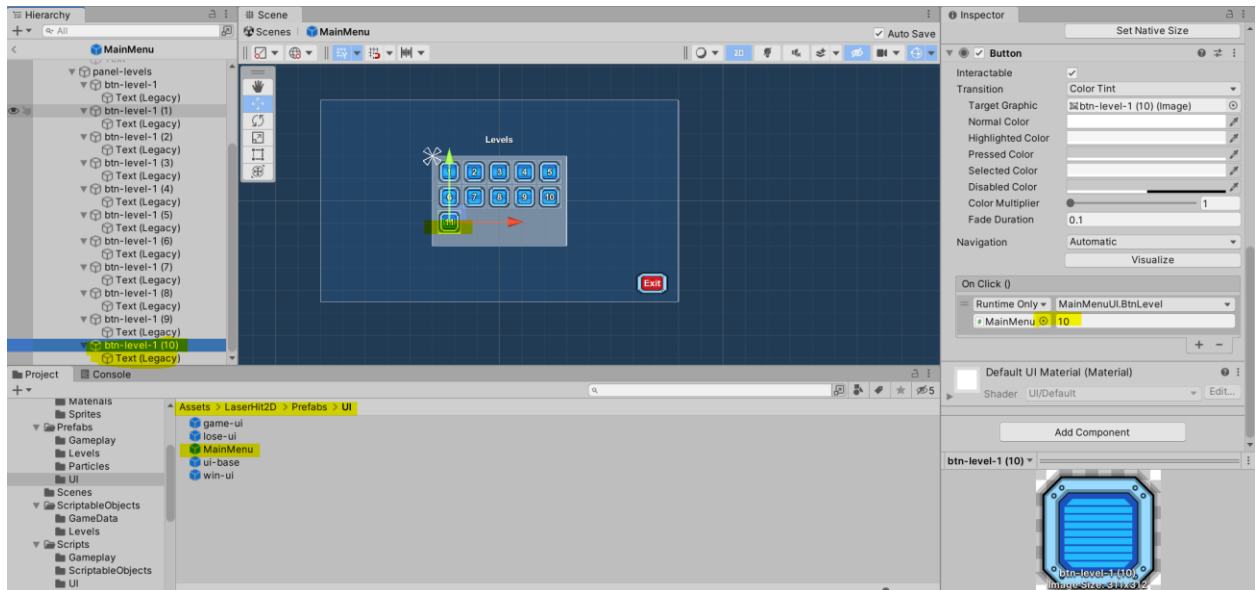 Hierarchy
All
MainMenu
panel-levels
btn-level-1
Text (Legacy)
btn-level-1 (1)
Text (Legacy)
btn-level-1 (2)
Text (Legacy)
btn-level-1 (3)
Text (Legacy)
btn-level-1 (4)
Text (Legacy)
btn-level-1 (5)
Text (Legacy)
btn-level-1 (6)
Text (Legacy)
btn-level-1 (7)
Text (Legacy)
btn-level-1 (8)
Text (Legacy)
btn-level-1 (9)
Text (Legacy)
btn-level-1 (10)
Text (Legacy)
Scene
Scenes MainMenu
Auto Save
2D
Levels
1 2 3 4 5
6 7 8 9 10
11
Exit
Inspector
Set Native Size
Button
Interactable
Transition Color Tint
Target Graphic btn-level-1 (10) (Image)
Normal Color
Highlighted Color
Pressed Color
Selected Color
Disabled Color
Color Multiplier 1
Fade Duration 0.1
Navigation Automatic
Visualize
On Click ()
Runtime Only MainMenuUI.BtnLevel
MainMenu 10
+ -
Default UI Material (Material)
Shader UI/Default Edit...
Add Component
btn-level-1 (10)
btn-level-1 (10)
Image Size: 311x312
Project Console
5
Materials
Sprites
Prefabs
Gameplay
Levels
Particles
UI
Scenes
ScriptableObjects
GameData
Levels
Scripts
Gameplay
ScriptableObjects
UI
Assets > LaserHit2D > Prefabs > UI
game-ui
lose-ui
MainMenu
ui-base
win-ui